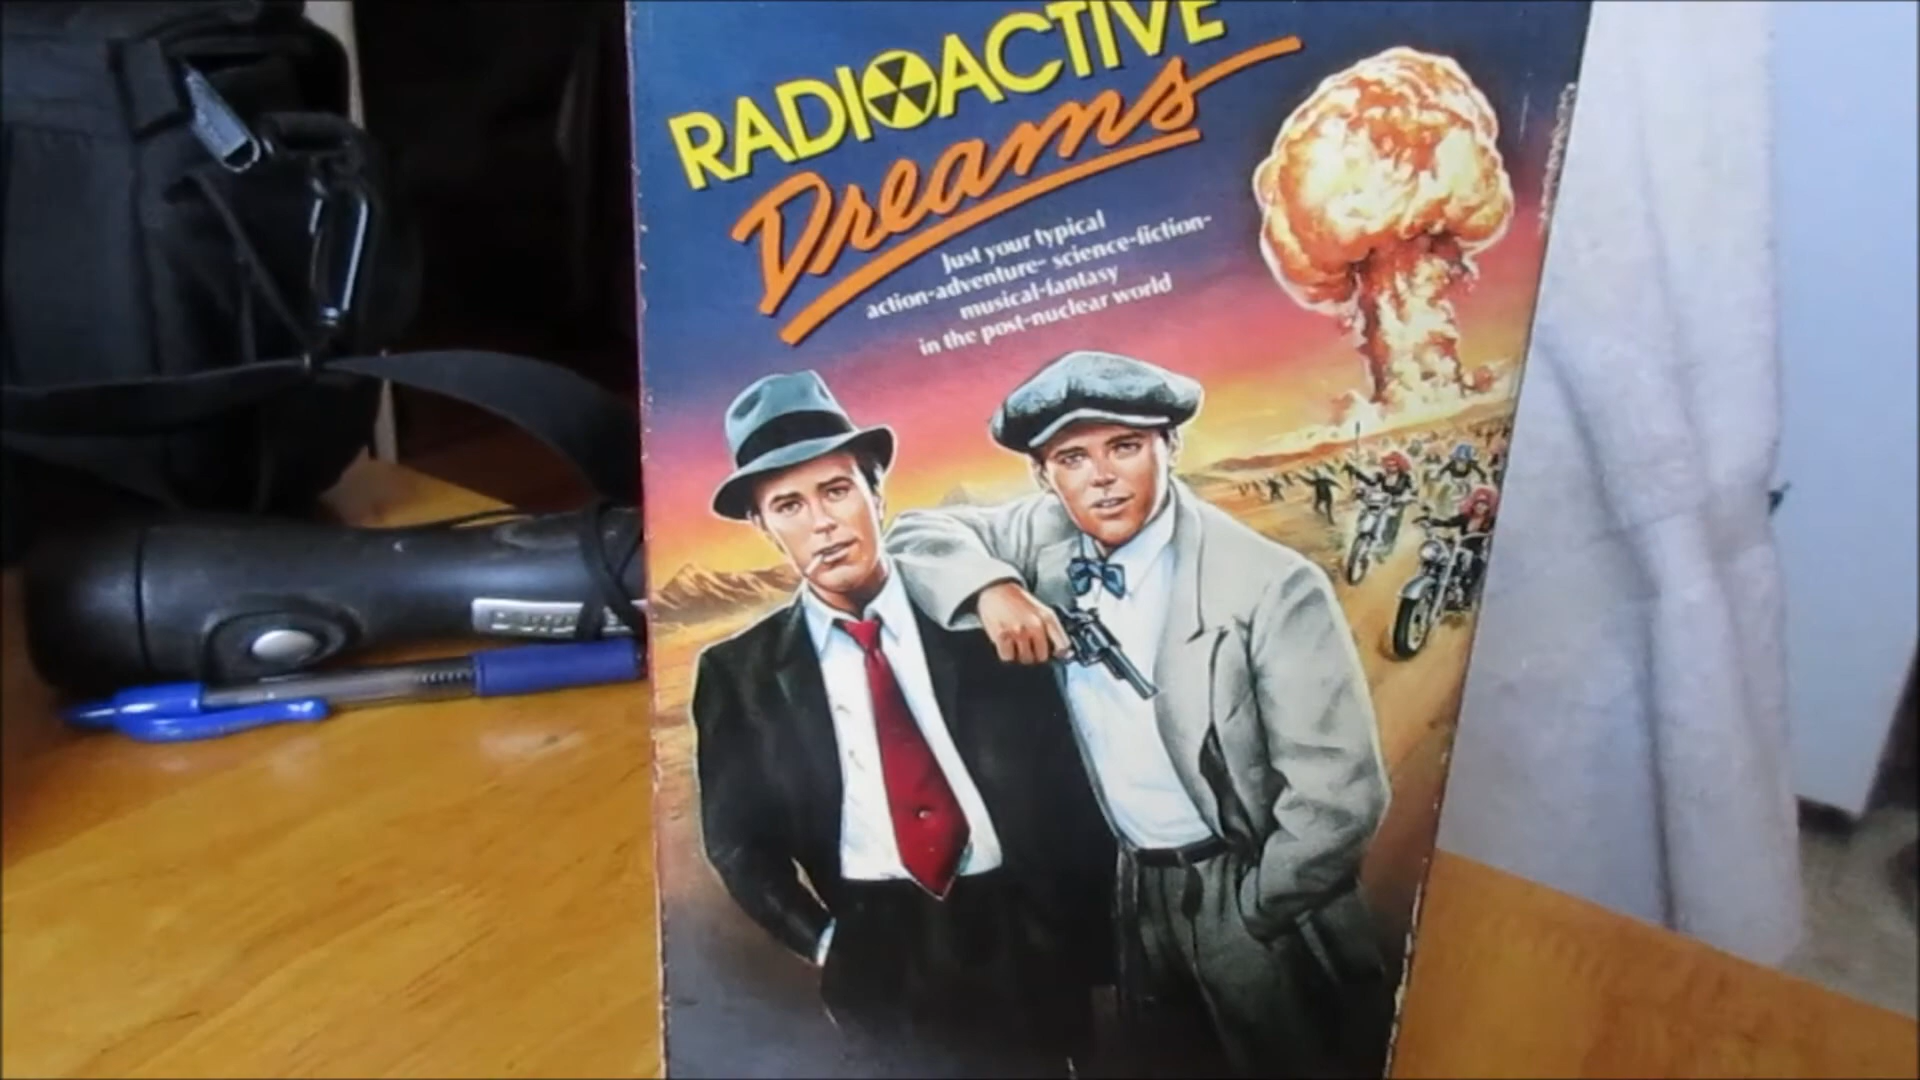 RADIOACTIVE
Dreams
Just your typical
action-adventure- science-fiction-
musical-fantasy
in the post-nuclear world